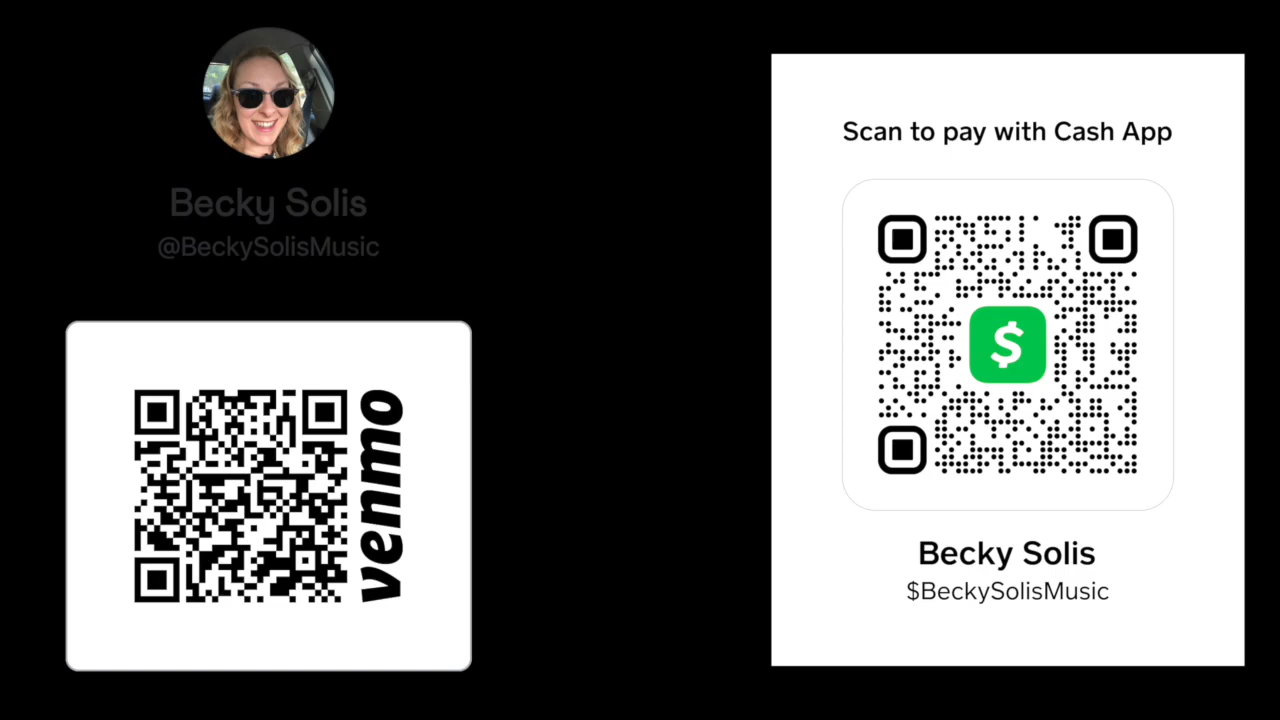 Becky Solis
@BeckySolisMusic
venmo
Scan to pay with Cash App
$
Becky Solis
$BeckySolisMusic